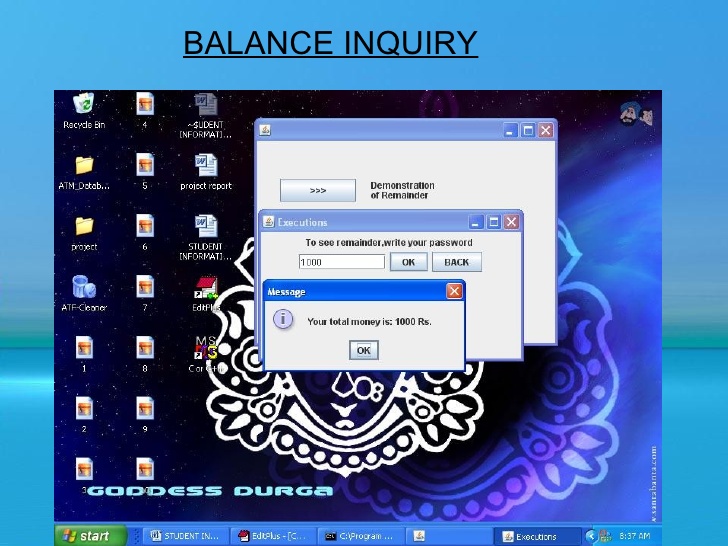 BALANCE INQUIRY
Recycle Bin
4
~$UDENT
INFORMATI...
ATM_Datab...
5
project report
project
6
STUDENT
INFORMATI...
ATF-Cleaner
7
EditPlus
1
8
C or C++
2
9
3
>>>
Demonstration
of Remainder
Executions
To see remainder,write your password
1000
OK
BACK
Message
Your total money is: 1000 Rs.
OK
GODDESS DURGA
start
STUDENT IN...
EditPlus - [C...
C:\Program ...
Executions
8:37 AM